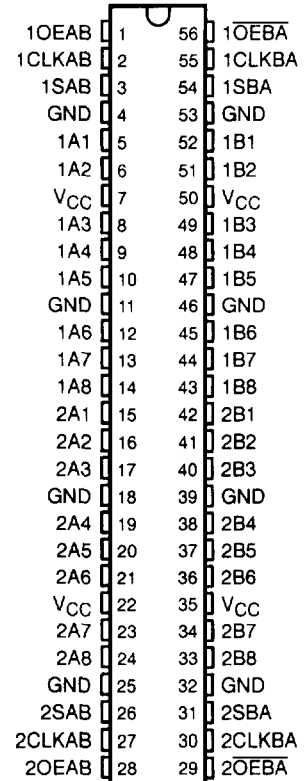 1OEAB 1 56 1O̅E̅B̅A̅
1CLKAB 2 55 1CLKBA
1SAB 3 54 1SBA
GND 4 53 GND
1A1 5 52 1B1
1A2 6 51 1B2
VCC 7 50 VCC
1A3 8 49 1B3
1A4 9 48 1B4
1A5 10 47 1B5
GND 11 46 GND
1A6 12 45 1B6
1A7 13 44 1B7
1A8 14 43 1B8
2A1 15 42 2B1
2A2 16 41 2B2
2A3 17 40 2B3
GND 18 39 GND
2A4 19 38 2B4
2A5 20 37 2B5
2A6 21 36 2B6
VCC 22 35 VCC
2A7 23 34 2B7
2A8 24 33 2B8
GND 25 32 GND
2SAB 26 31 2SBA
2CLKAB 27 30 2CLKBA
2OEAB 28 29 2O̅E̅B̅A̅